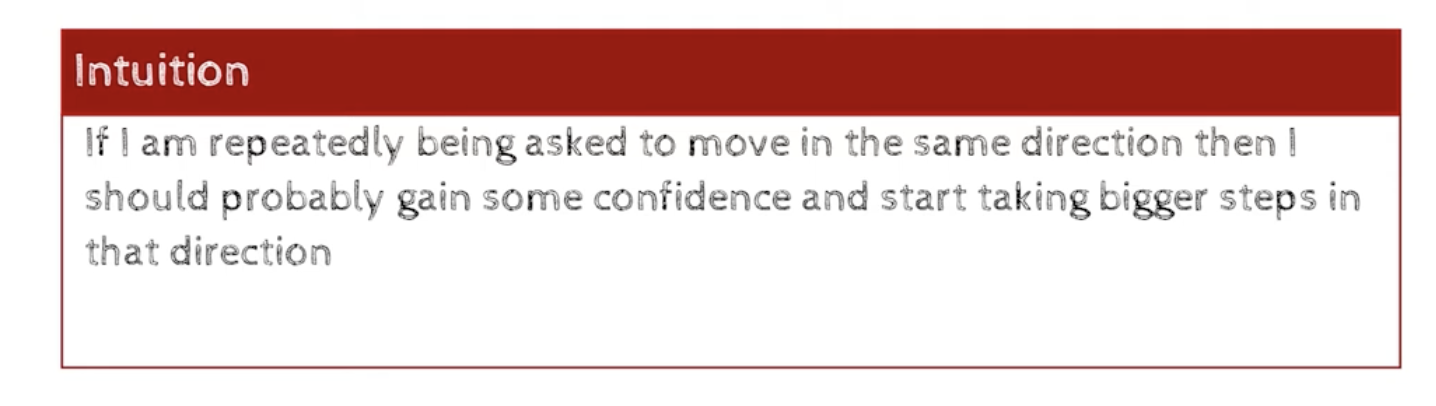 Intuition
If I am repeatedly being asked to move in the same direction then I
should probably gain some confidence and start taking bigger steps in
that direction